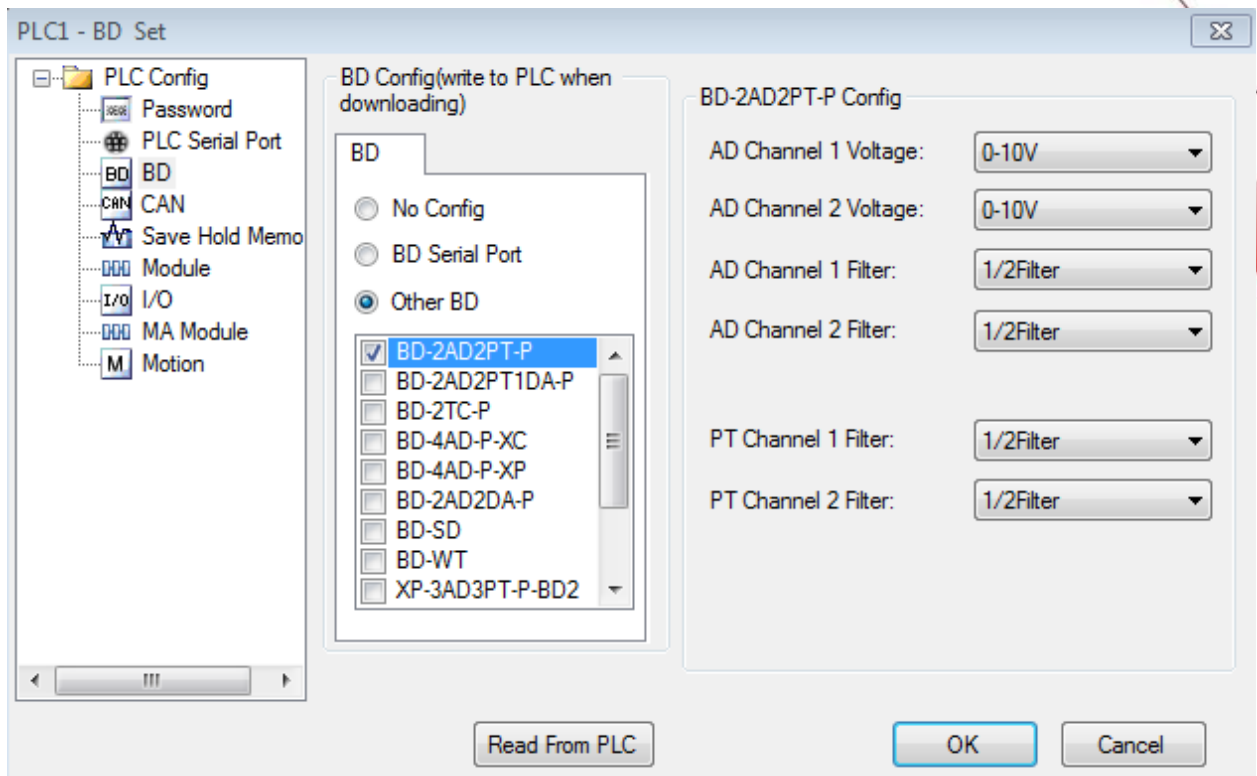 PLC1 - BD Set
PLC Config
Password
PLC Serial Port
BD BD
CAN CAN
Save Hold Memo
Module
I/O I/O
MA Module
M Motion
BD Config(write to PLC when
downloading)
BD
No Config
BD Serial Port
Other BD
BD-2AD2PT-P
BD-2AD2PT1DA-P
BD-2TC-P
BD-4AD-P-XC
BD-4AD-P-XP
BD-2AD2DA-P
BD-SD
BD-WT
XP-3AD3PT-P-BD2
BD-2AD2PT-P Config
AD Channel 1 Voltage: 0-10V
AD Channel 2 Voltage: 0-10V
AD Channel 1 Filter: 1/2Filter
AD Channel 2 Filter: 1/2Filter
PT Channel 1 Filter: 1/2Filter
PT Channel 2 Filter: 1/2Filter
Read From PLC OK Cancel